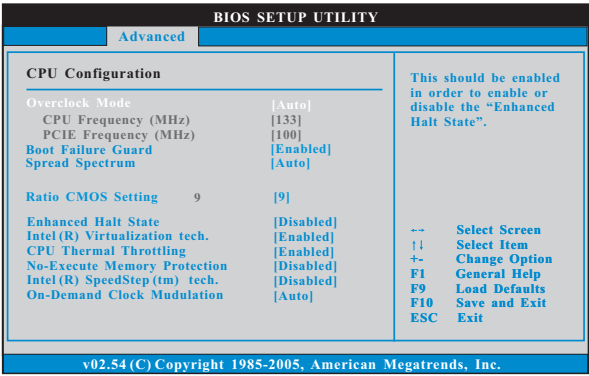 BIOS SETUP UTILITY
Advanced
CPU Configuration
Overclock Mode [Auto]
CPU Frequency (MHz) [133]
PCIE Frequency (MHz) [100]
Boot Failure Guard [Enabled]
Spread Spectrum [Auto]
Ratio CMOS Setting 9 [9]
Enhanced Halt State [Disabled]
Intel (R) Virtualization tech. [Enabled]
CPU Thermal Throttling [Enabled]
No-Execute Memory Protection [Disabled]
Intel (R) SpeedStep (tm) tech. [Disabled]
On-Demand Clock Mudulation [Auto]
This should be enabled
in order to enable or
disable the “Enhanced
Halt State”.
←→ Select Screen
↑↓ Select Item
+- Change Option
F1 General Help
F9 Load Defaults
F10 Save and Exit
ESC Exit
v02.54 (C) Copyright 1985-2005, American Megatrends, Inc.